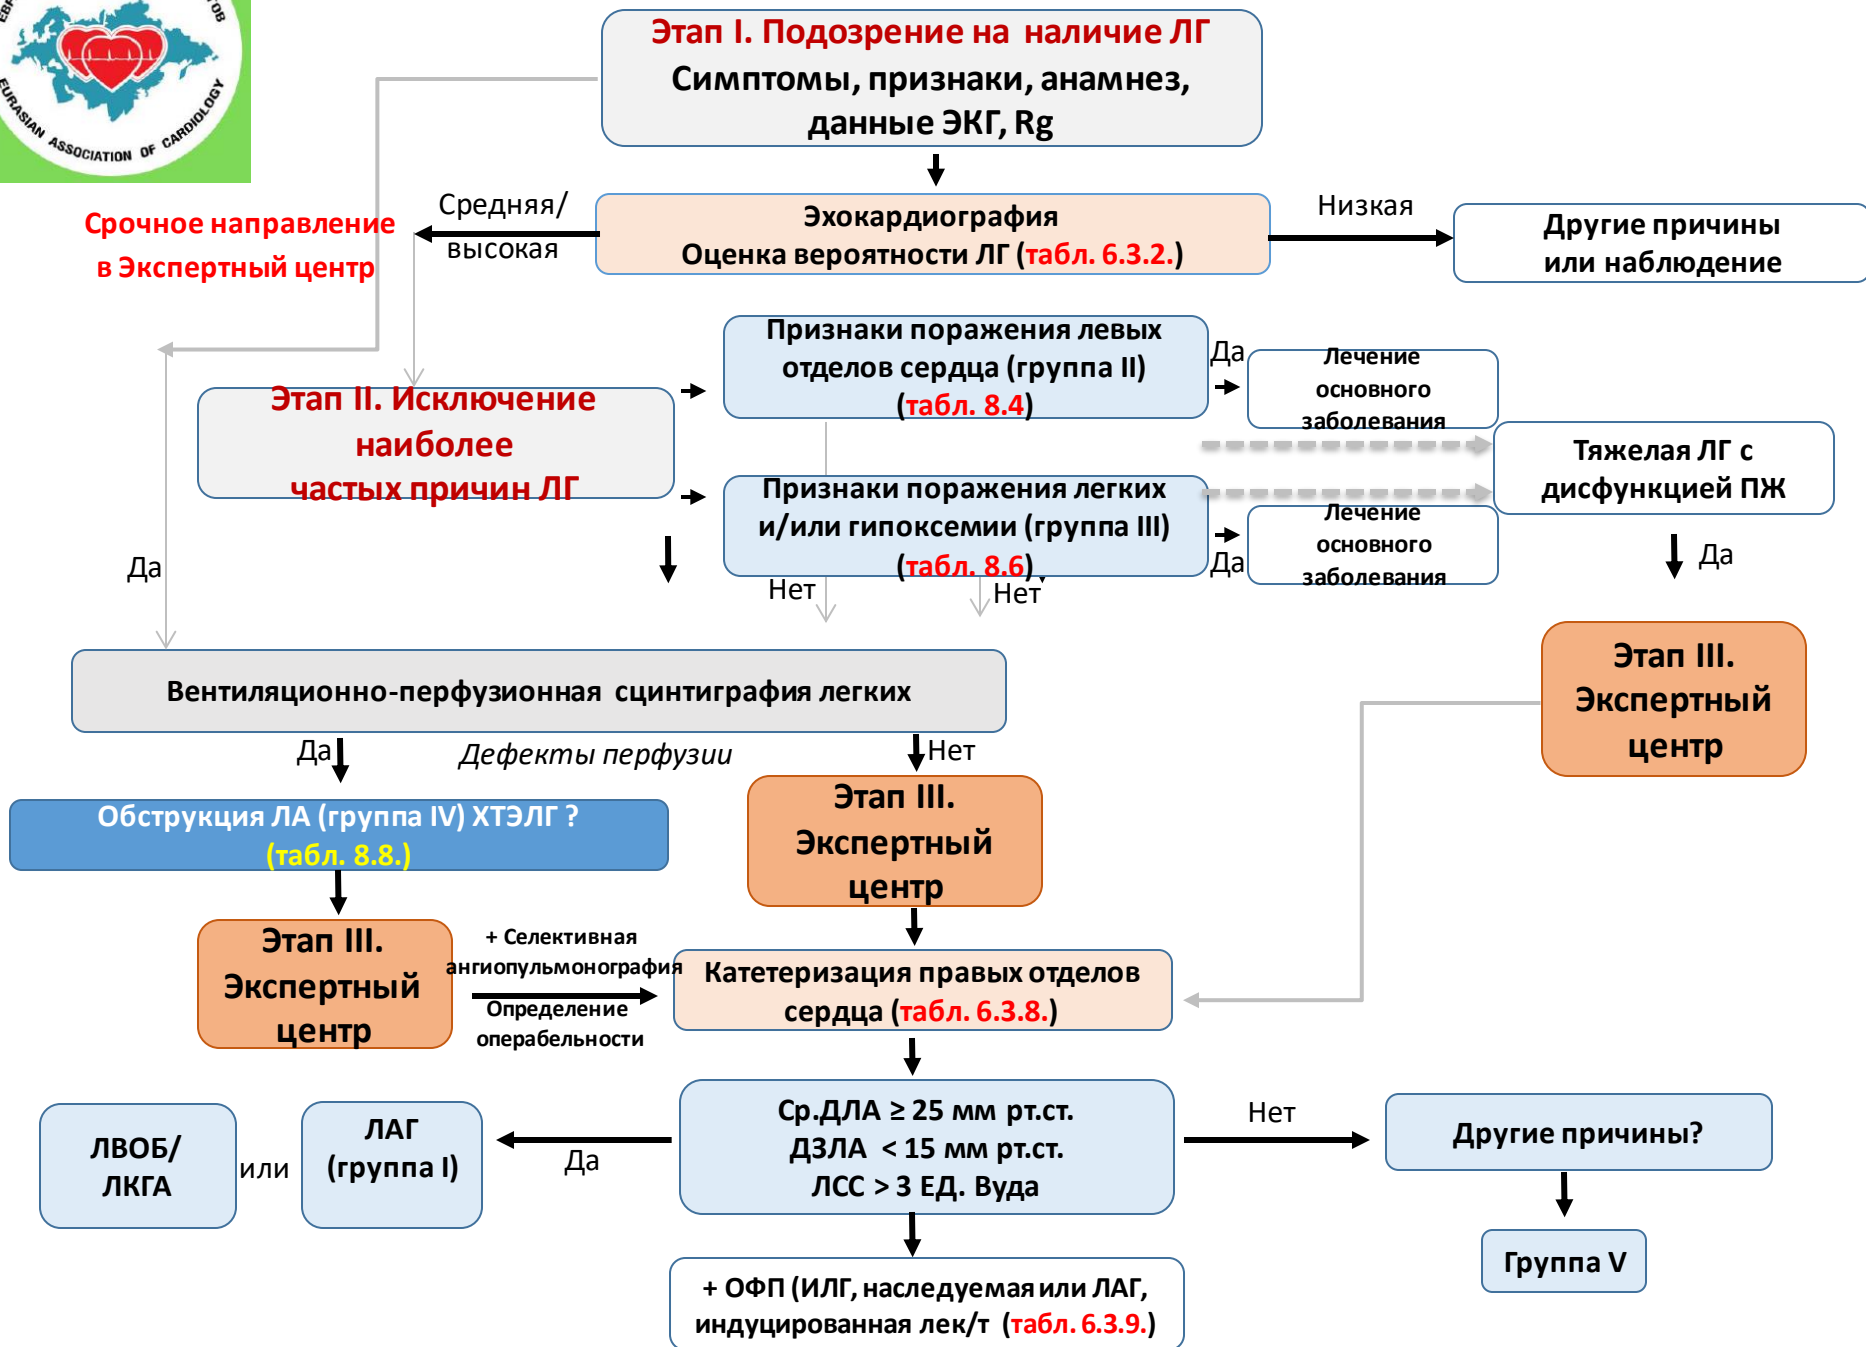 EURASIAN ASSOCIATION OF CARDIOLOGY
Этап I. Подозрение на наличие ЛГ
Симптомы, признаки, анамнез,
данные ЭКГ, Rg
Срочное направление
в Экспертный центр
Средняя/
высокая
Эхокардиография
Оценка вероятности ЛГ (табл. 6.3.2.)
Низкая
Другие причины
или наблюдение
Этап II. Исключение
наиболее
частых причин ЛГ
Признаки поражения левых
отделов сердца (группа II)
(табл. 8.4)
Да
Лечение
основного
заболевания
Тяжелая ЛГ с
дисфункцией ПЖ
Признаки поражения легких
и/или гипоксемии (группа III)
(табл. 8.6)
Да
Лечение
основного
заболевания
Да
Да
Нет
Нет
Вентиляционно-перфузионная сцинтиграфия легких
Этап III.
Экспертный
центр
Да
Дефекты перфузии
Нет
Обструкция ЛА (группа IV) ХТЭЛГ ?
(табл. 8.8.)
Этап III.
Экспертный
центр
Этап III.
Экспертный
центр
+ Селективная
ангиопульмонография
Определение
операбельности
Катетеризация правых отделов
сердца (табл. 6.3.8.)
ЛВОБ/
ЛКГА
или
ЛАГ
(группа I)
Да
Ср.ДЛА ≥ 25 мм рт.ст.
ДЗЛА < 15 мм рт.ст.
ЛСС > 3 ЕД. Вуда
Нет
Другие причины?
Группа V
+ ОФП (ИЛГ, наследуемая или ЛАГ,
индуцированная лек/т (табл. 6.3.9.)